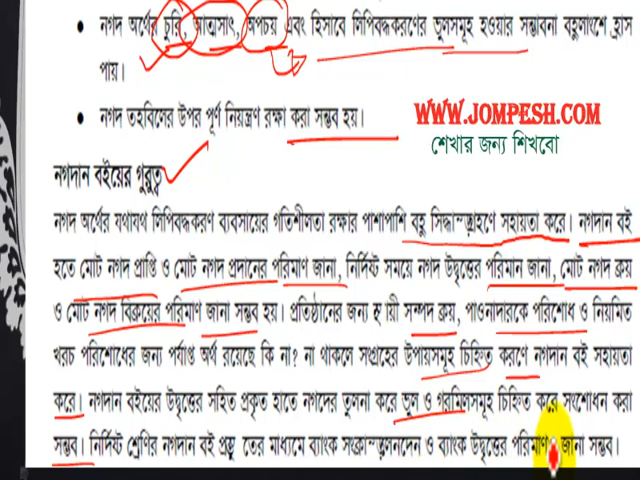 • নগদ অর্থের চুরি, আত্মসাৎ, অপচয় এবং হিসাবে লিপিবদ্ধকরণের ভুলসমূহ হওয়ার সম্ভাবনা বহুলাংশে হ্রাস
পায়।
• নগদ তহবিলের উপর পূর্ণ নিয়ন্ত্রণ রক্ষা করা সম্ভব হয়।
WWW.JOMPESH.COM
শেখার জন্য শিখবো
নগদান বইয়ের গুরুত্ব
নগদ অর্থের যথাযথ লিপিবদ্ধকরণ ব্যবসায়ের গতিশীলতা রক্ষার পাশাপাশি বহু সহায়তা করে। নগদান বই
হতে মোট নগদ প্রাপ্তি ও মোট নগদ প্রদানের পরিমাণ জানা, নির্দিষ্ট সময়ে নগদ উদ্বৃত্তের পরিমান জানা, মোট নগদ ক্রয়
ও মোট নগদ বিক্রয়ের পরিমাণ জানা সম্ভব হয়। প্রতিষ্ঠানের জন্য স্থায়ী সম্পদ ক্রয়, পাওনাদারকে পরিশোধ ও নিয়মিত
খরচ পরিশোধের জন্য পর্যাপ্ত অর্থ রয়েছে কি না? না থাকলে সংগ্রহের উপায়সমূহ চিহ্নিত করণে নগদান বই সহায়তা
করে। নগদান বইয়ের উদ্বৃত্তের সহিত প্রকৃত হাতে নগদের তুলনা করে ভুল ও গরমিলসমূহ চিহ্নিত করে সংশোধন করা
সম্ভব। নির্দিষ্ট শ্রেণির নগদান বই মাধ্যমে ব্যাংক ও ব্যাংক উদ্বৃত্তের পরিমাণ জানা সম্ভব।